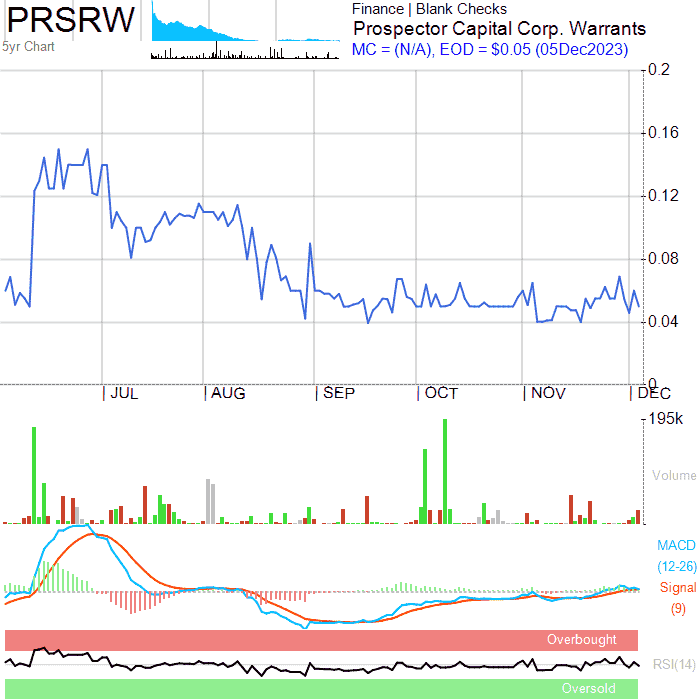 PRSRW
5yr Chart
Finance | Blank Checks
Prospector Capital Corp. Warrants
MC = (N/A), EOD = $0.05 (05Dec2023)
0.2
0.16
0.12
0.08
0.04
0
JUL AUG SEP OCT NOV DEC
195k
Volume
MACD
(12-26)
Signal
(9)
Overbought
RSI(14)
Oversold